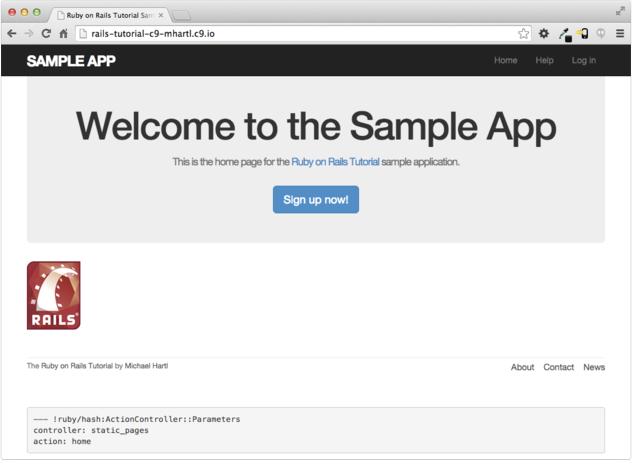 Ruby on Rails Tutorial Sam
rails-tutorial-c9-mhartl.c9.io
SAMPLE APP
Home Help Log in
Welcome to the Sample App
This is the home page for the Ruby on Rails Tutorial sample application.
Sign up now!
RAILS
The Ruby on Rails Tutorial by Michael Hartl
About Contact News
--- !ruby/hash:ActionController::Parameters
controller: static_pages
action: home